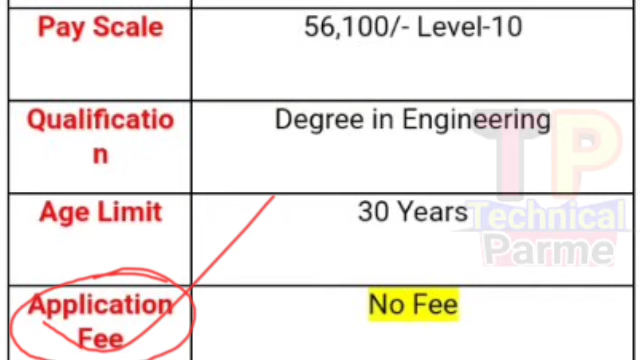 Pay Scale
56,100/- Level-10
Qualificatio
n
Degree in Engineering
Age Limit
30 Years
Application
Fee
No Fee
TP
Technical
Parme